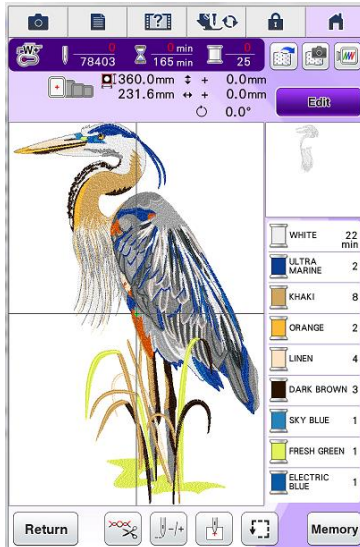 W
0 0 min 0
78403 165 min 25
360.0mm + 0.0mm
231.6mm + 0.0mm
0.0°
Edit
WHITE 22 min
ULTRA MARINE 2
KHAKI 8
ORANGE 2
LINEN 4
DARK BROWN 3
SKY BLUE 1
FRESH GREEN 1
ELECTRIC BLUE 1
Return -/+ Memory